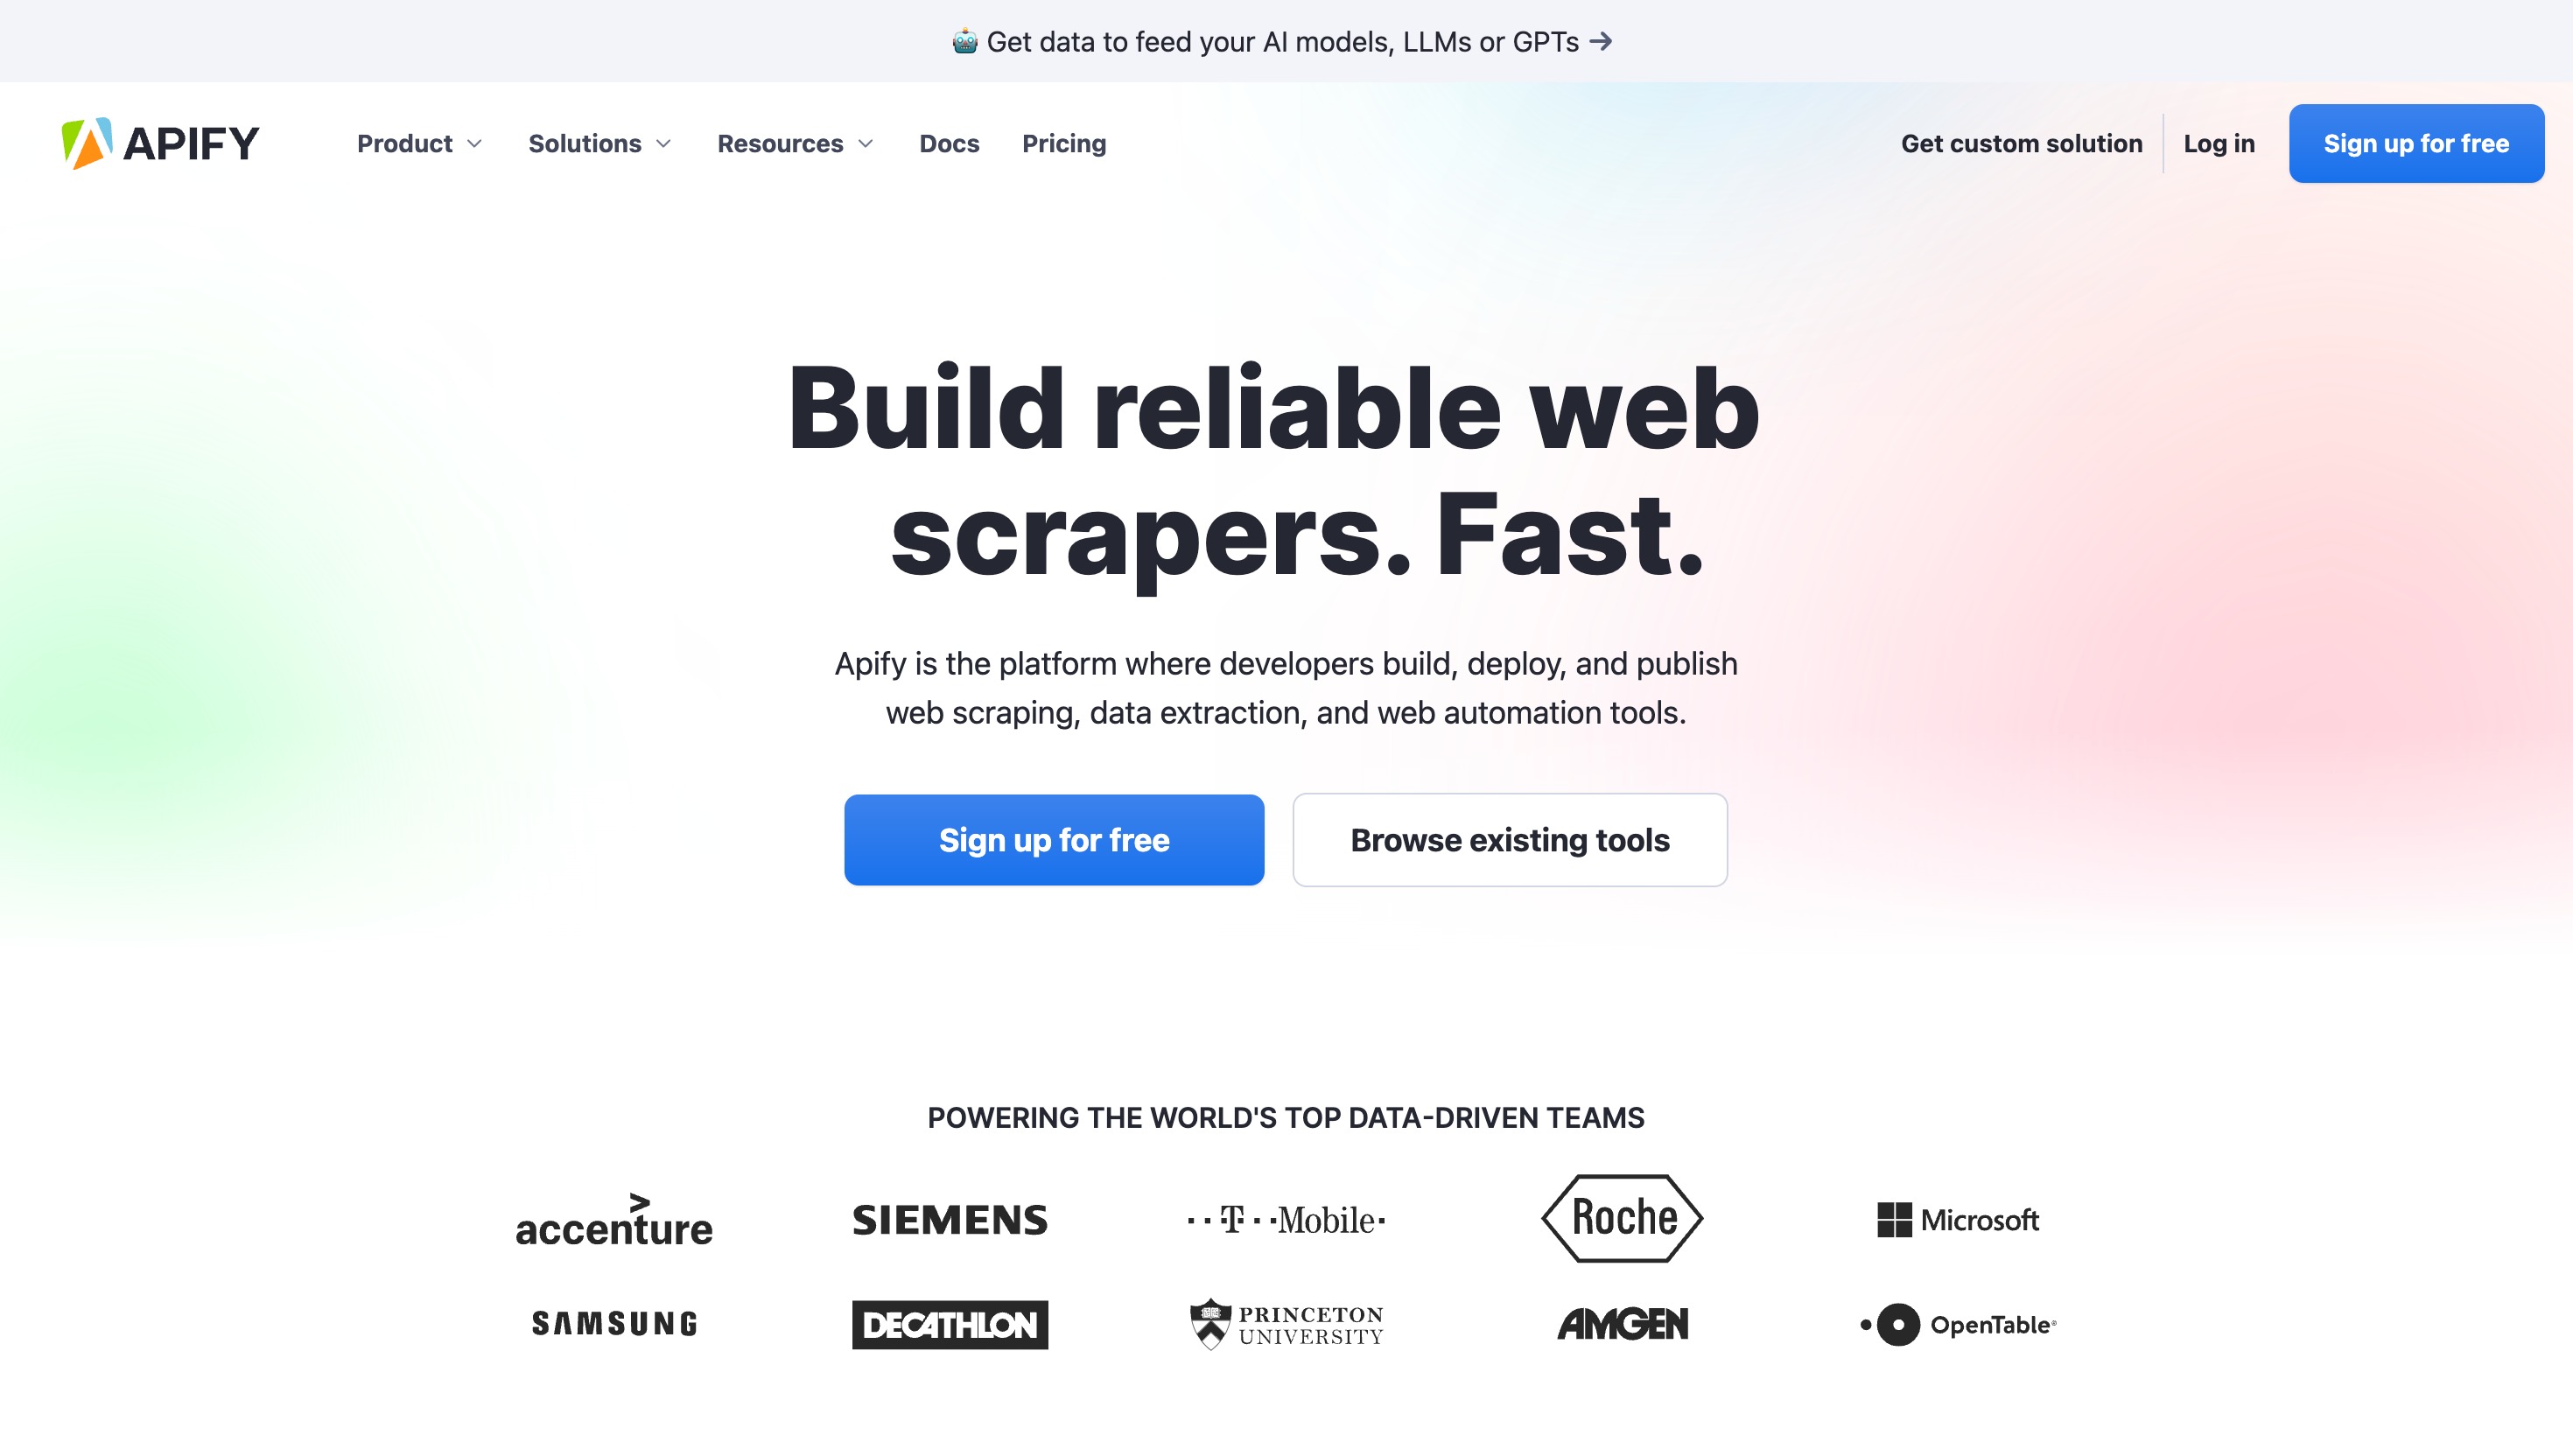 🤖 Get data to feed your AI models, LLMs or GPTs →
APIFY
Product
Solutions
Resources
Docs
Pricing
Get custom solution
Log in
Sign up for free
Build reliable web
scrapers. Fast.
Apify is the platform where developers build, deploy, and publish
web scraping, data extraction, and web automation tools.
Sign up for free
Browse existing tools
POWERING THE WORLD'S TOP DATA-DRIVEN TEAMS
accenture
SIEMENS
T Mobile
Roche
Microsoft
SAMSUNG
DECATHLON
PRINCETON
UNIVERSITY
AMGEN
OpenTable